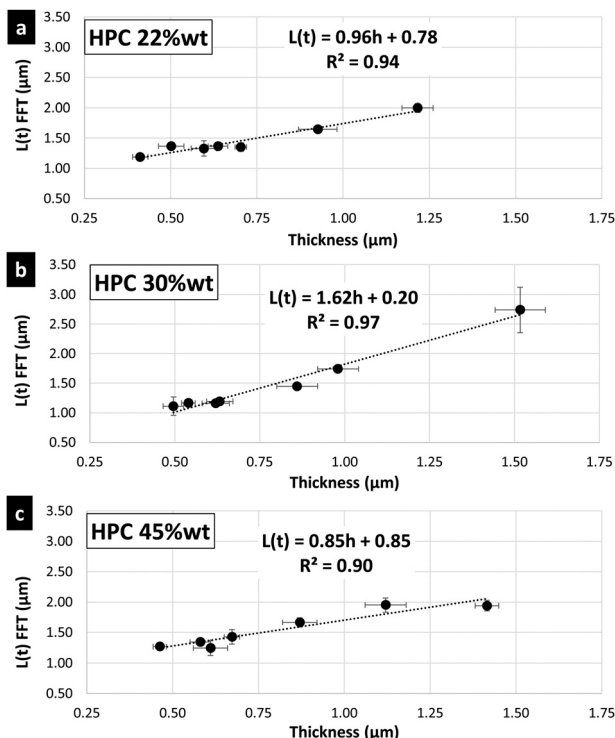 a
HPC 22%wt
L(t) = 0.96h + 0.78
R² = 0.94
L(t) FFT (µm)
3.50
3.00
2.50
2.00
1.50
1.00
0.50
0.25 0.50 0.75 1.00 1.25 1.50 1.75
Thickness (µm)
b
HPC 30%wt
L(t) = 1.62h + 0.20
R² = 0.97
L(t) FFT (µm)
3.50
3.00
2.50
2.00
1.50
1.00
0.50
0.25 0.50 0.75 1.00 1.25 1.50 1.75
Thickness (µm)
c
HPC 45%wt
L(t) = 0.85h + 0.85
R² = 0.90
L(t) FFT (µm)
3.50
3.00
2.50
2.00
1.50
1.00
0.50
0.25 0.50 0.75 1.00 1.25 1.50 1.75
Thickness (µm)